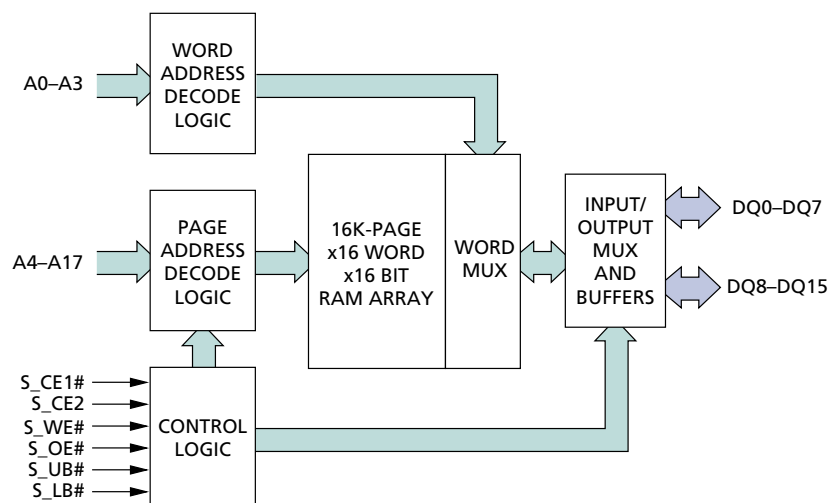 WORD
ADDRESS
DECODE
LOGIC
A0–A3
PAGE
ADDRESS
DECODE
LOGIC
A4–A17
16K-PAGE
x16 WORD
x16 BIT
RAM ARRAY
WORD
MUX
INPUT/
OUTPUT
MUX
AND
BUFFERS
DQ0–DQ7
DQ8–DQ15
S_CE1#
S_CE2
S_WE#
S_OE#
S_UB#
S_LB#
CONTROL
LOGIC